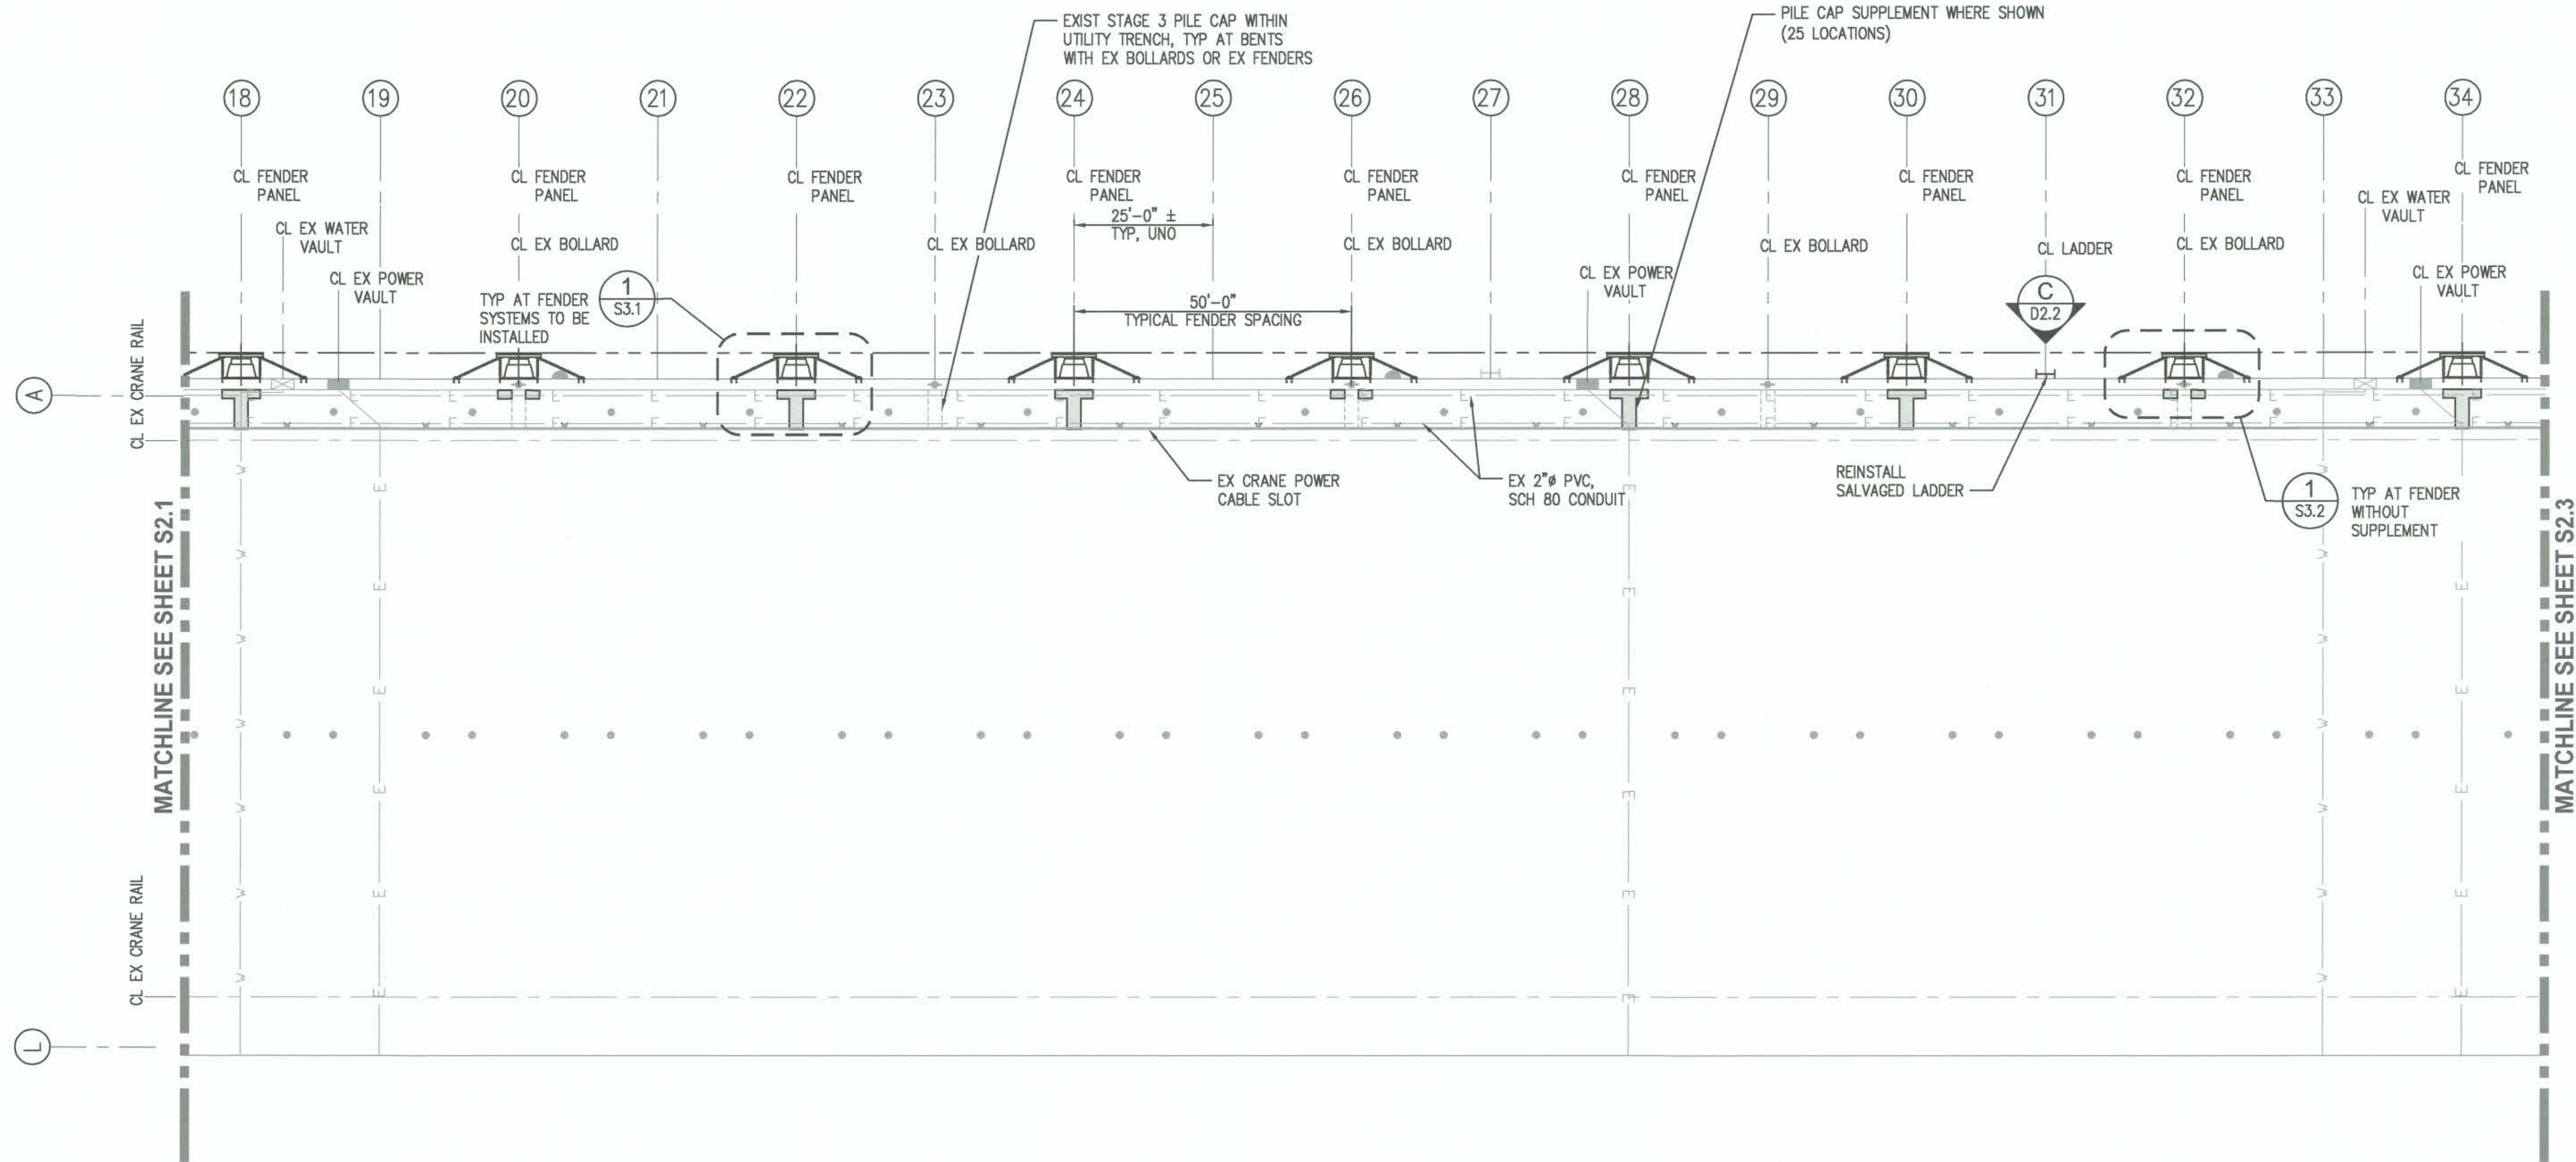 EXIST STAGE 3 PILE CAP WITHIN
UTILITY TRENCH, TYP AT BENTS
WITH EX BOLLARDS OR EX FENDERS
PILE CAP SUPPLEMENT WHERE SHOWN
(25 LOCATIONS)
18
19
20
21
22
23
24
25
26
27
28
29
30
31
32
33
34
CL FENDER
PANEL
CL FENDER
PANEL
CL FENDER
PANEL
CL FENDER
PANEL
CL FENDER
PANEL
CL FENDER
PANEL
CL FENDER
PANEL
CL FENDER
PANEL
CL FENDER
PANEL
25'-0" ±
TYP, UNO
CL EX WATER
VAULT
CL EX BOLLARD
CL EX BOLLARD
CL EX BOLLARD
CL EX BOLLARD
CL LADDER
CL EX BOLLARD
CL EX WATER
VAULT
CL EX POWER
VAULT
CL EX POWER
VAULT
CL EX POWER
VAULT
TYP AT FENDER
SYSTEMS TO BE
INSTALLED
1
S3.1
50'-0"
TYPICAL FENDER SPACING
C
D2.2
CL EX CRANE RAIL
A
EX CRANE POWER
CABLE SLOT
EX 2"ø PVC,
SCH 80 CONDUIT
REINSTALL
SALVAGED LADDER
1
S3.2
TYP AT FENDER
WITHOUT
SUPPLEMENT
MATCHLINE SEE SHEET S2.1
MATCHLINE SEE SHEET S2.3
CL EX CRANE RAIL
L